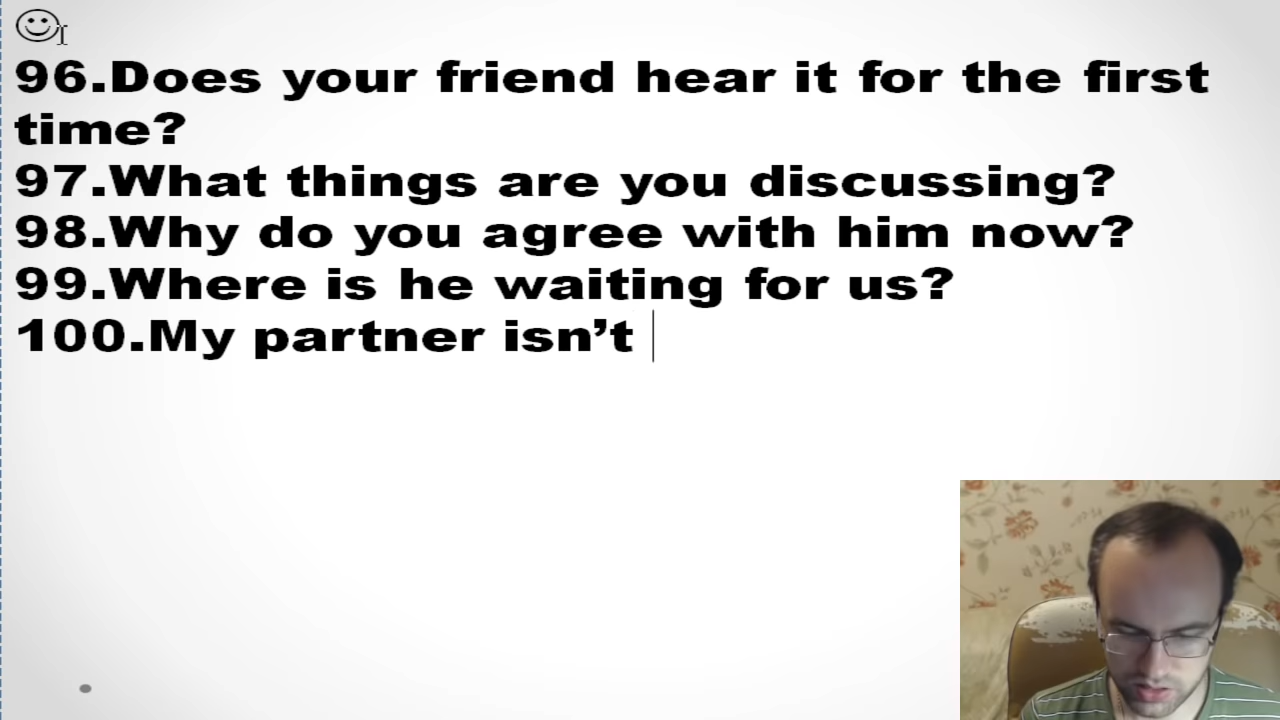 96.Does your friend hear it for the first
time?
97.What things are you discussing?
98.Why do you agree with him now?
99.Where is he waiting for us?
100.My partner isn’t